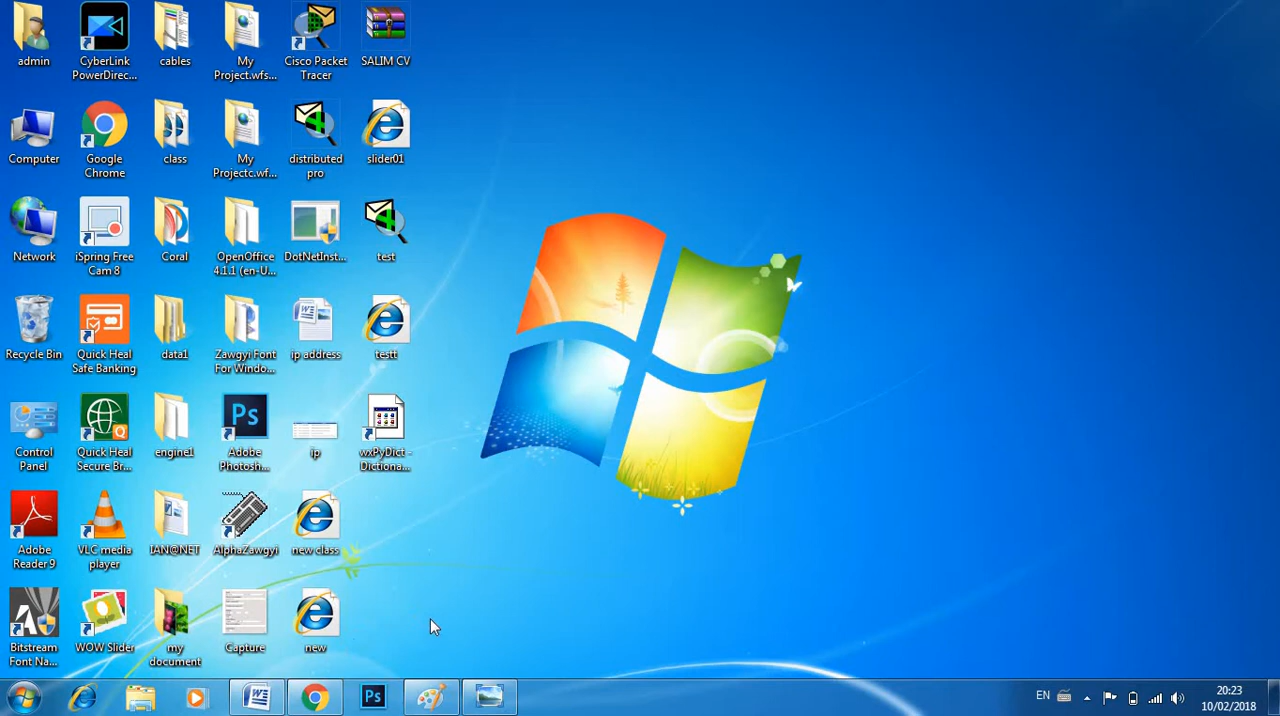 admin
CyberLink
PowerDirec...
cables
My
Project.wfs...
Cisco Packet
Tracer
SALIM CV
Computer
Google
Chrome
class
My
Projectc.wf...
distributed
pro
slider01
Network
iSpring Free
Cam 8
Coral
OpenOffice
4.1.1 (en-U...
DotNetInst...
test
Recycle Bin
Quick Heal
Safe Banking
data1
Zawgyi Font
For Windo...
ip address
testt
Control
Panel
Quick Heal
Secure Br...
engine1
Ps
Adobe
Photosh...
ip
wxPyDict -
Dictiona...
Adobe
Reader 9
VLC media
player
IAN@NET
AlphaZawgyi
new class
Bitstream
Font Na...
WOW Slider
my
document
Capture
new
Ps
EN
20:23
10/02/2018